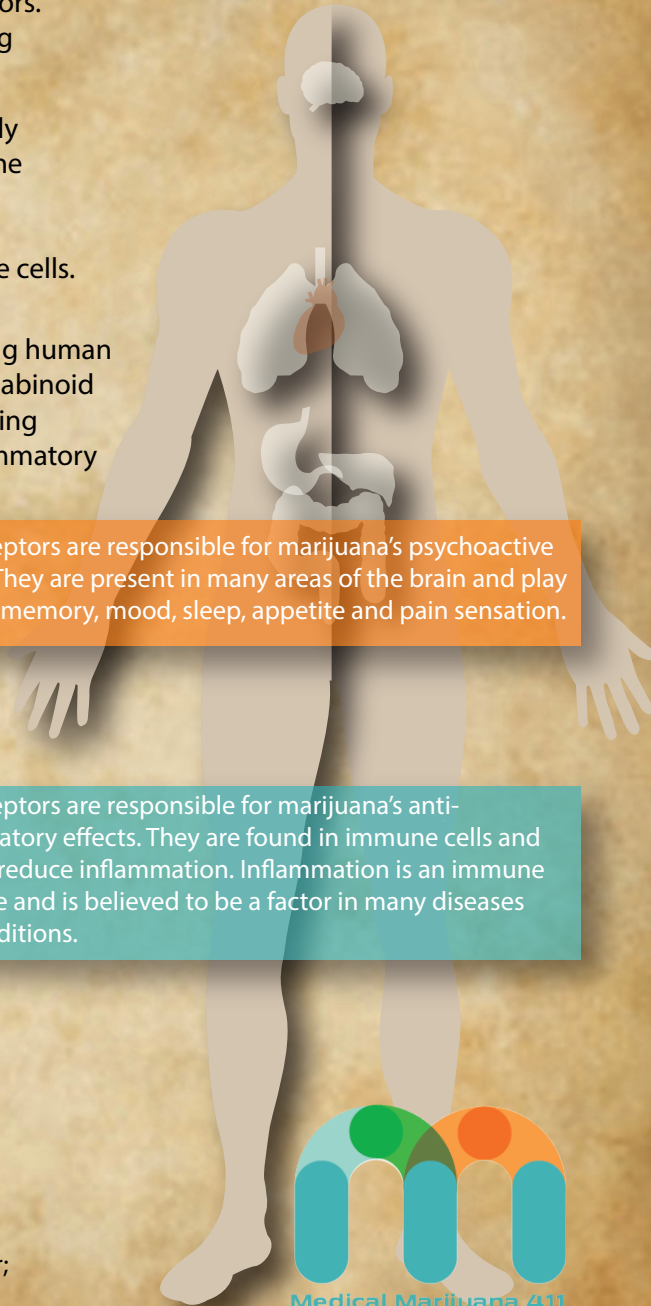 ors.
g
ly
ne
e cells.
g human
abinoid
ing
mmatory
eptors are responsible for marijuana’s psychoactive
They are present in many areas of the brain and play
memory, mood, sleep, appetite and pain sensation.
eptors are responsible for marijuana’s anti-
atory effects. They are found in immune cells and
reduce inflammation. Inflammation is an immune
e and is believed to be a factor in many diseases
ditions.
r;
Medical Marijuana 411